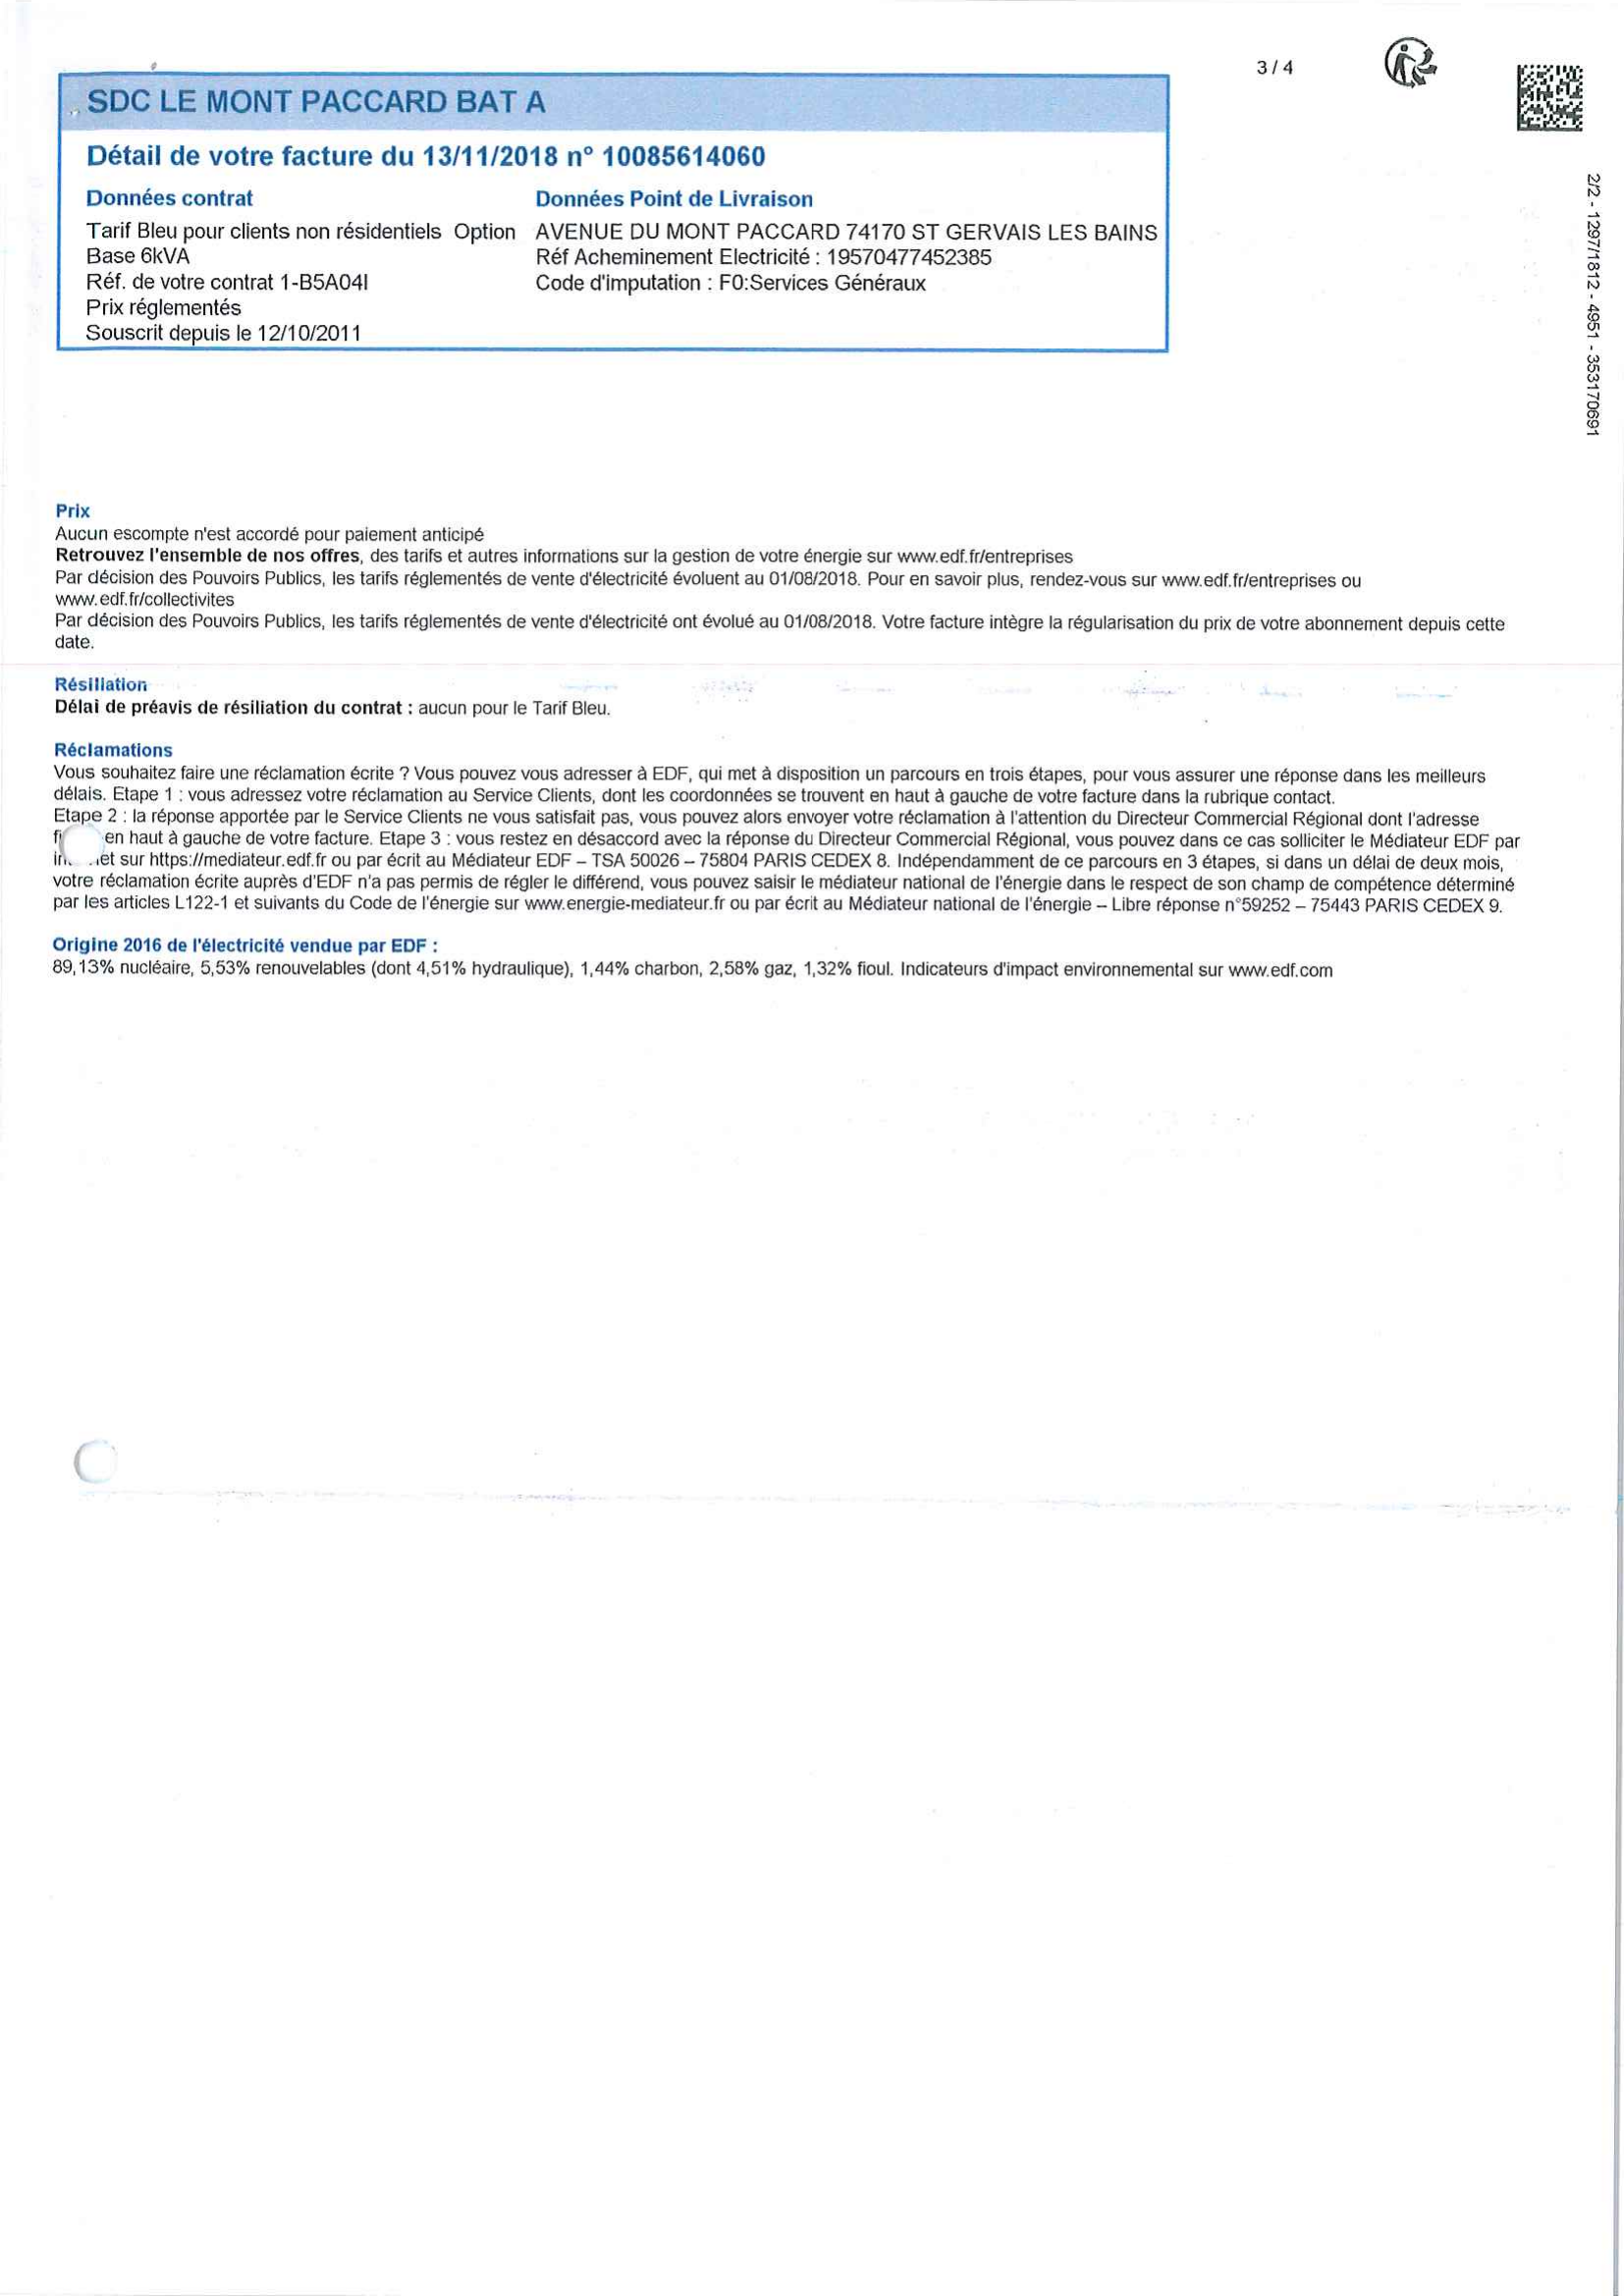 3 / 4
SDC LE MONT PACCARD BAT A
Détail de votre facture du 13/11/2018 n° 10085614060
Données contrat
Tarif Bleu pour clients non résidentiels Option
Base 6kVA
Réf. de votre contrat 1-B5A04I
Prix réglementés
Souscrit depuis le 12/10/2011
Données Point de Livraison
AVENUE DU MONT PACCARD 74170 ST GERVAIS LES BAINS
Réf Acheminement Electricité : 19570477452385
Code d'imputation : F0:Services Généraux
2/2 - 1297/1812 - 4951 - 353170691
Prix
Aucun escompte n'est accordé pour paiement anticipé
Retrouvez l'ensemble de nos offres, des tarifs et autres informations sur la gestion de votre énergie sur www.edf.fr/entreprises
Par décision des Pouvoirs Publics, les tarifs réglementés de vente d'électricité évoluent au 01/08/2018. Pour en savoir plus, rendez-vous sur www.edf.fr/entreprises ou
www.edf.fr/collectivites
Par décision des Pouvoirs Publics, les tarifs réglementés de vente d'électricité ont évolué au 01/08/2018. Votre facture intègre la régularisation du prix de votre abonnement depuis cette
date.
Résiliation
Délai de préavis de résiliation du contrat : aucun pour le Tarif Bleu.
Réclamations
Vous souhaitez faire une réclamation écrite ? Vous pouvez vous adresser à EDF, qui met à disposition un parcours en trois étapes, pour vous assurer une réponse dans les meilleurs
délais. Etape 1 : vous adressez votre réclamation au Service Clients, dont les coordonnées se trouvent en haut à gauche de votre facture dans la rubrique contact.
Etape 2 : la réponse apportée par le Service Clients ne vous satisfait pas, vous pouvez alors envoyer votre réclamation à l'attention du Directeur Commercial Régional dont l'adresse
en haut à gauche de votre facture. Etape 3 : vous restez en désaccord avec la réponse du Directeur Commercial Régional, vous pouvez dans ce cas solliciter le Médiateur EDF par
sur https://mediateur.edf.fr ou par écrit au Médiateur EDF – TSA 50026 – 75804 PARIS CEDEX 8. Indépendamment de ce parcours en 3 étapes, si dans un délai de deux mois,
votre réclamation écrite auprès d'EDF n'a pas permis de régler le différend, vous pouvez saisir le médiateur national de l'énergie dans le respect de son champ de compétence déterminé
par les articles L122-1 et suivants du Code de l'énergie sur www.energie-mediateur.fr ou par écrit au Médiateur national de l'énergie – Libre réponse n°59252 – 75443 PARIS CEDEX 9.
Origine 2016 de l'électricité vendue par EDF :
89,13% nucléaire, 5,53% renouvelables (dont 4,51% hydraulique), 1,44% charbon, 2,58% gaz, 1,32% fioul. Indicateurs d'impact environnemental sur www.edf.com